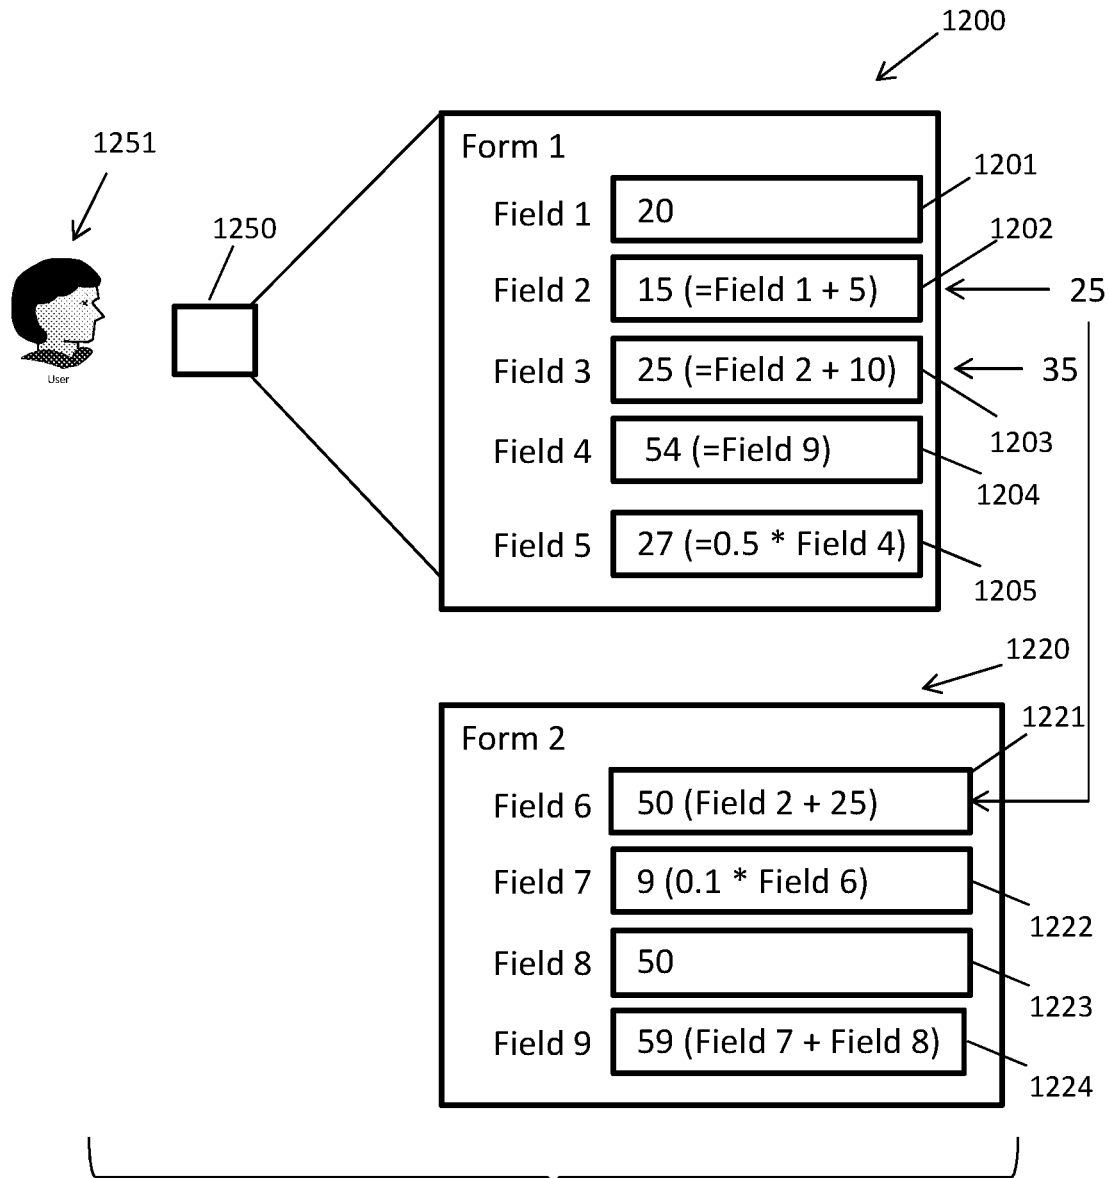 1200
1251
Form 1
1201
Field 1 20
1250
1202
Field 2 15 (=Field 1 + 5) 25
Field 3 25 (=Field 2 + 10) 35
User
1203
Field 4 54 (=Field 9)
1204
Field 5 27 (=0.5 * Field 4)
1205
1220
1221
Form 2
Field 6 50 (Field 2 + 25)
Field 7 9 (0.1 * Field 6)
1222
Field 8 50
1223
Field 9 59 (Field 7 + Field 8)
1224